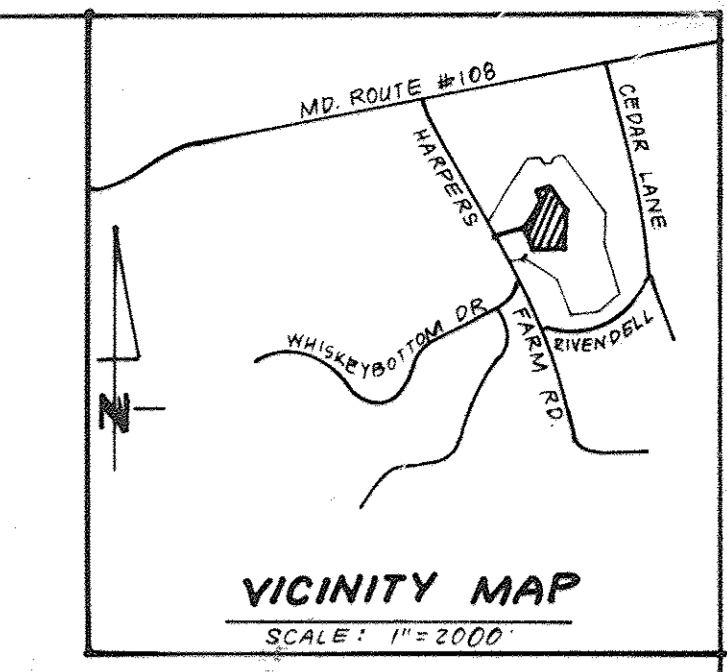 MD. ROUTE #108
HARPERS
FARM RD.
CEDAR LANE
WHISKEYBOTTOM DR
RIVENDELL
N
VICINITY MAP
SCALE: 1"=2000'